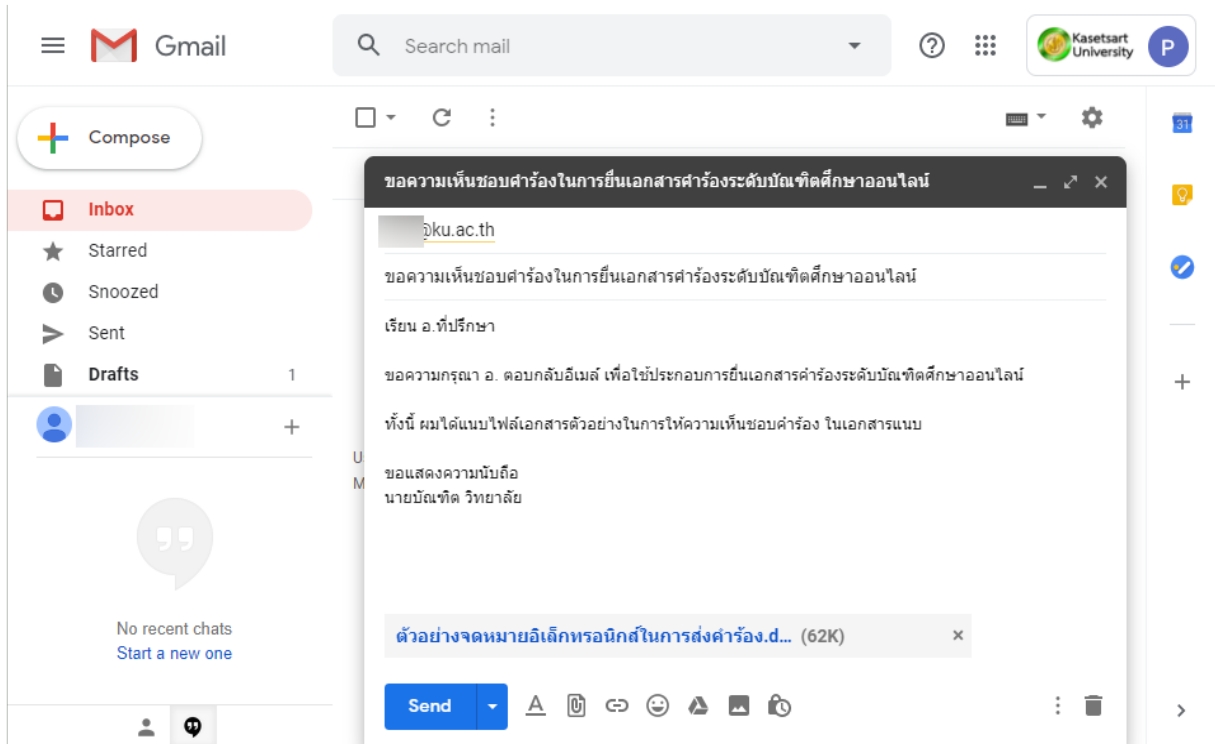 Gmail
Search mail
Kasetsart
University
P
Compose
31
Inbox
Starred
Snoozed
Sent
Drafts 1
No recent chats
Start a new one
ขอความเห็นชอบคำร้องในการยื่นเอกสารคำร้องระดับบัณฑิตศึกษาออนไลน์
@ku.ac.th
ขอความเห็นชอบคำร้องในการยื่นเอกสารคำร้องระดับบัณฑิตศึกษาออนไลน์
เรียน อ.ที่ปรึกษา
ขอความกรุณา อ. ตอบกลับอีเมล์ เพื่อใช้ประกอบการยื่นเอกสารคำร้องระดับบัณฑิตศึกษาออนไลน์
ทั้งนี้ ผมได้แนบไฟล์เอกสารตัวอย่างในการให้ความเห็นชอบคำร้อง ในเอกสารแนบ
ขอแสดงความนับถือ
นายบัณฑิต วิทยาลัย
ตัวอย่างจดหมายอิเล็กทรอนิกส์ในการส่งคำร้อง.d... (62K)
Send